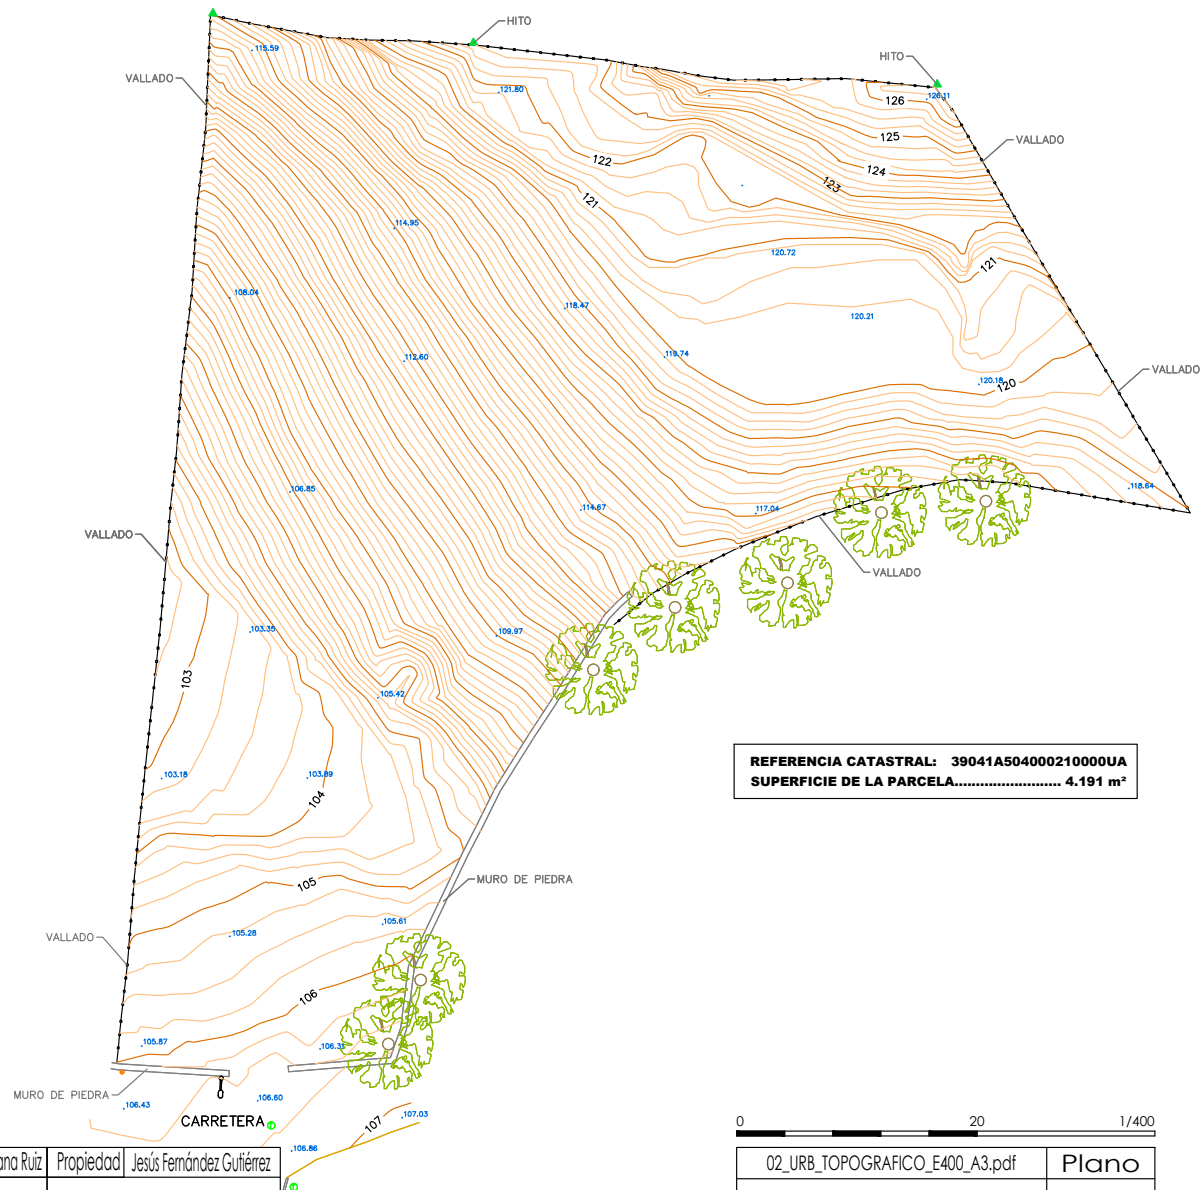 HITO
115.59
HITO
VALLADO
121.80
126
126.11
125
VALLADO
122
124
123
121
114.95
120.72
121
108.04
118.47
120.21
112.60
119.74
VALLADO
120.18
120
106.85
118.64
114.67
117.04
VALLADO
VALLADO
103.35
109.97
103
105.42
REFERENCIA CATASTRAL: 39041A504000210000UA
SUPERFICIE DE LA PARCELA........................ 4.191 m²
103.18
103.89
104
MURO DE PIEDRA
105
105.61
105.28
VALLADO
106
105.87
106.31
MURO DE PIEDRA
106.60
106.43
107.03
CARRETERA
107
0 20 1/400
106.86
Ruiz Propiedad Jesús Fernández Gutiérrez
02_URB_TOPOGRAFICO_E400_A3.pdf Plano